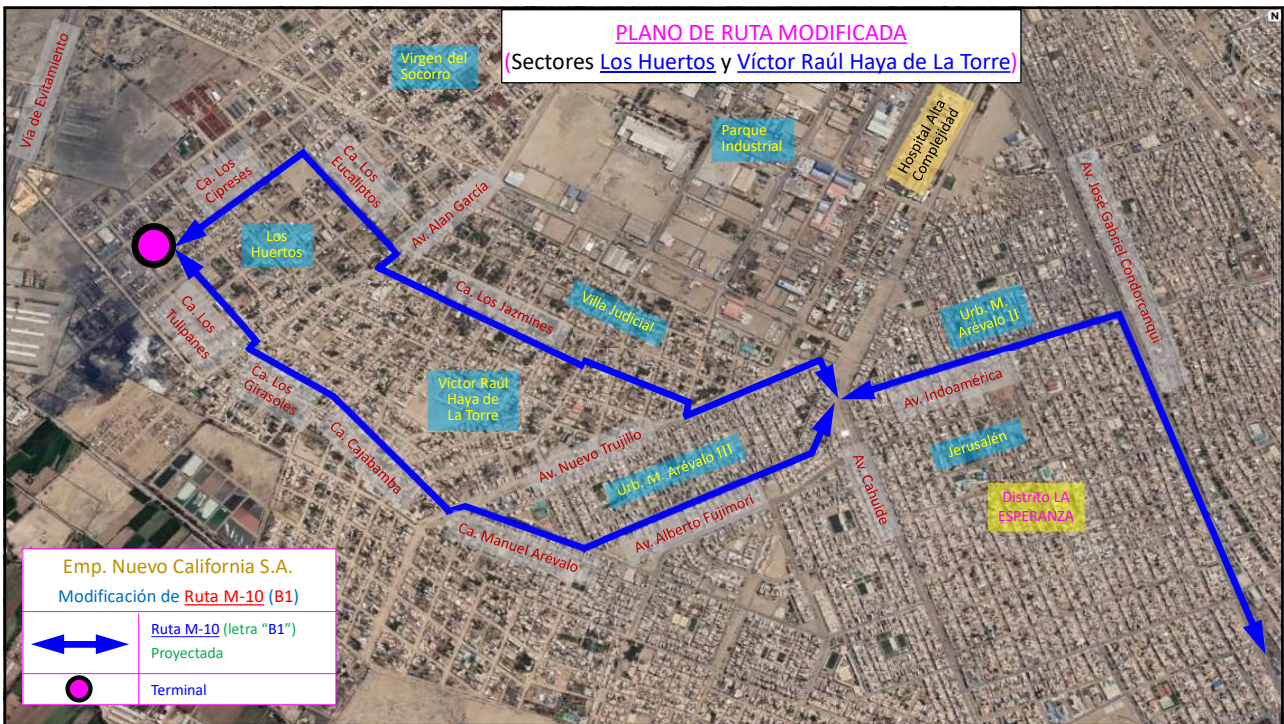 N
PLANO DE RUTA MODIFICADA
(Sectores Los Huertos y Víctor Raúl Haya de La Torre)
Vía de Evitamiento
Virgen del
Socorro
Parque
Industrial
Hospital Alta
Complejidad
Av. José Gabriel Condorcanqui
Ca. Los
Cipreses
Ca. Los
Eucaliptos
Av. Alan García
Los
Huertos
Ca. Los
Tulipanes
Ca. Los Jazmines
Villa Judicial
Urb. M.
Arévalo II
Av. Indoamérica
Ca. Los
Girasoles
Víctor Raúl
Haya de
La Torre
Ca. Cajabamba
Av. Nuevo Trujillo
Urb. M. Arévalo III
Av. Cahuide
Jerusalén
Distrito LA
ESPERANZA
Ca. Manuel Arévalo
Av. Alberto Fujimori
Emp. Nuevo California S.A.
Modificación de Ruta M-10 (B1)
Ruta M-10 (letra “B1”)
Proyectada
Terminal